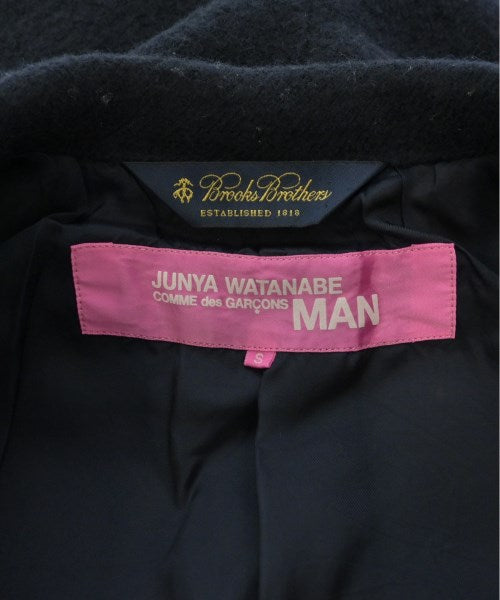 Brooks Brothers
ESTABLISHED 1818
JUNYA WATANABE
COMME des GARÇONS MAN
S